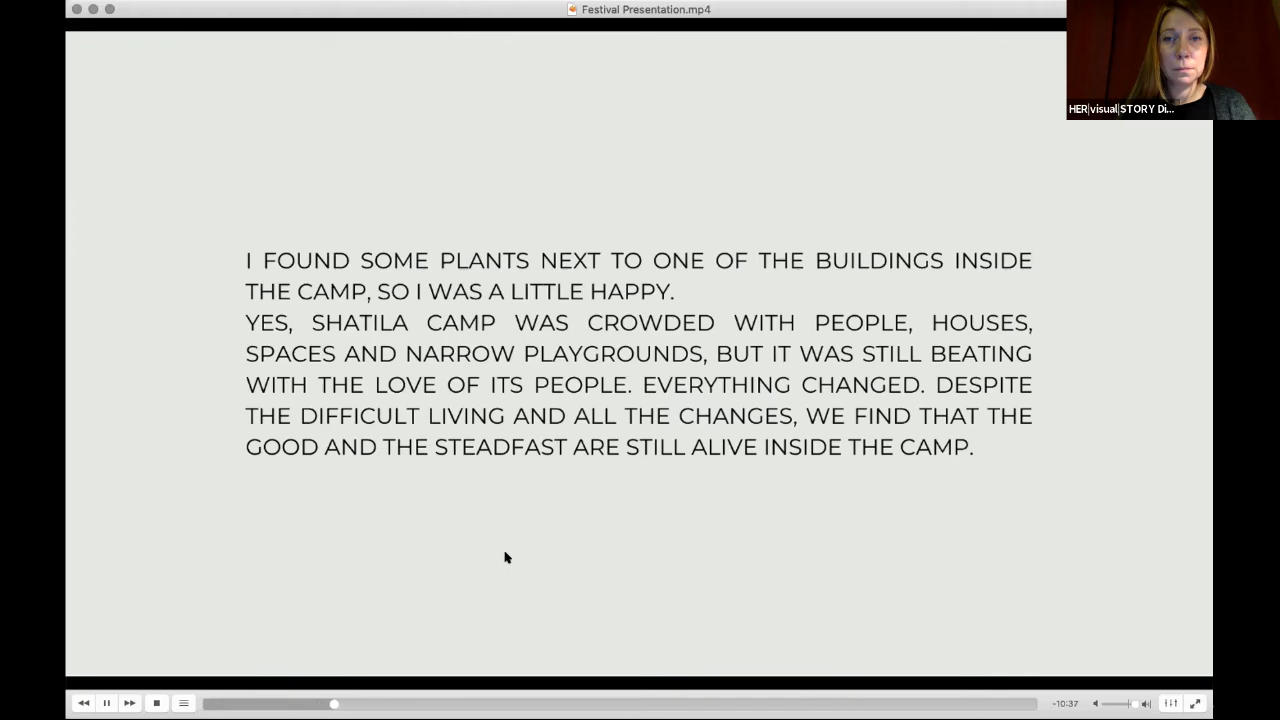 Festival Presentation.mp4
HER|visual|STORY Di...
I FOUND SOME PLANTS NEXT TO ONE OF THE BUILDINGS INSIDE
THE CAMP, SO I WAS A LITTLE HAPPY.
YES, SHATILA CAMP WAS CROWDED WITH PEOPLE, HOUSES,
SPACES AND NARROW PLAYGROUNDS, BUT IT WAS STILL BEATING
WITH THE LOVE OF ITS PEOPLE. EVERYTHING CHANGED. DESPITE
THE DIFFICULT LIVING AND ALL THE CHANGES, WE FIND THAT THE
GOOD AND THE STEADFAST ARE STILL ALIVE INSIDE THE CAMP.
-10:37